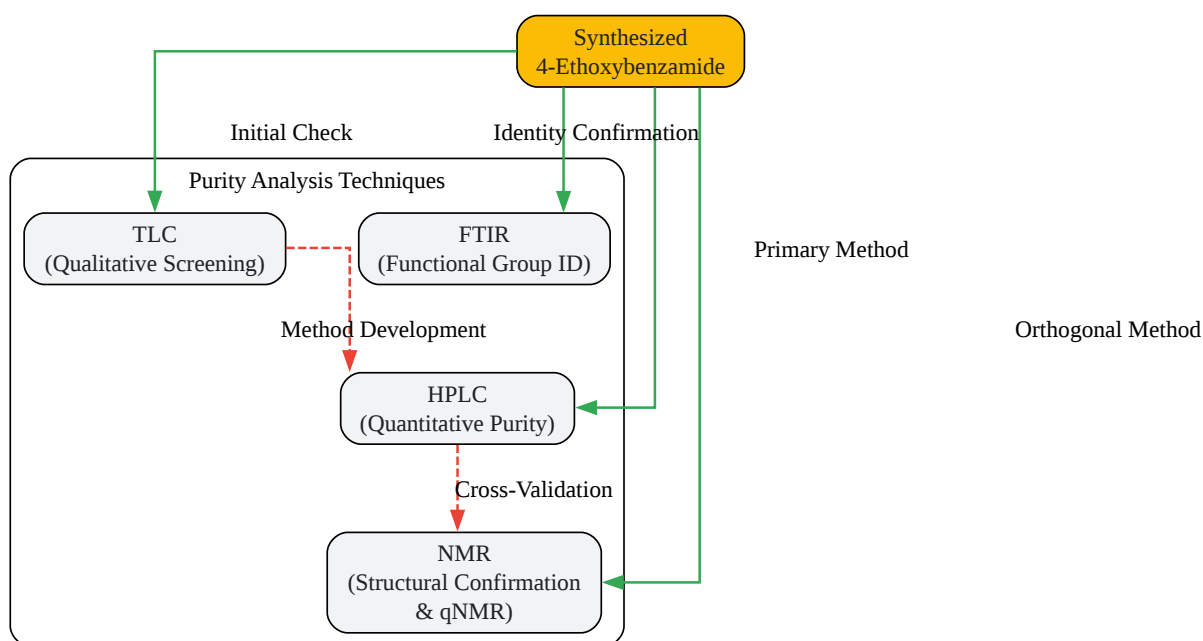 Synthesized
4-Ethoxybenzamide
Initial Check
Identity Confirmation
Purity Analysis Techniques
TLC
(Qualitative Screening)
FTIR
(Functional Group ID)
Primary Method
Method Development
Orthogonal Method
HPLC
(Quantitative Purity)
Cross-Validation
NMR
(Structural Confirmation
& qNMR)